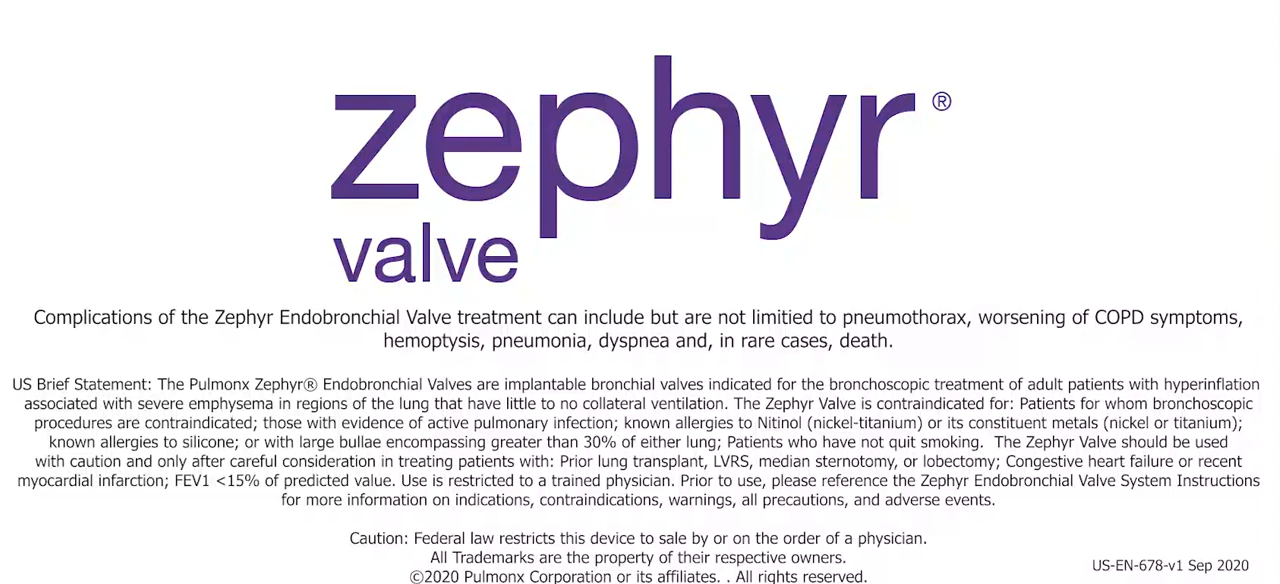 zephyr®
valve
Complications of the Zephyr Endobronchial Valve treatment can include but are not limitied to pneumothorax, worsening of COPD symptoms,
hemoptysis, pneumonia, dyspnea and, in rare cases, death.
US Brief Statement: The Pulmonx Zephyr® Endobronchial Valves are implantable bronchial valves indicated for the bronchoscopic treatment of adult patients with hyperinflation
associated with severe emphysema in regions of the lung that have little to no collateral ventilation. The Zephyr Valve is contraindicated for: Patients for whom bronchoscopic
procedures are contraindicated; those with evidence of active pulmonary infection; known allergies to Nitinol (nickel-titanium) or its constituent metals (nickel or titanium);
known allergies to silicone; or with large bullae encompassing greater than 30% of either lung; Patients who have not quit smoking. The Zephyr Valve should be used
with caution and only after careful consideration in treating patients with: Prior lung transplant, LVRS, median sternotomy, or lobectomy; Congestive heart failure or recent
myocardial infarction; FEV1 <15% of predicted value. Use is restricted to a trained physician. Prior to use, please reference the Zephyr Endobronchial Valve System Instructions
for more information on indications, contraindications, warnings, all precautions, and adverse events.
Caution: Federal law restricts this device to sale by or on the order of a physician.
All Trademarks are the property of their respective owners.
©2020 Pulmonx Corporation or its affiliates. . All rights reserved.
US-EN-678-v1 Sep 2020